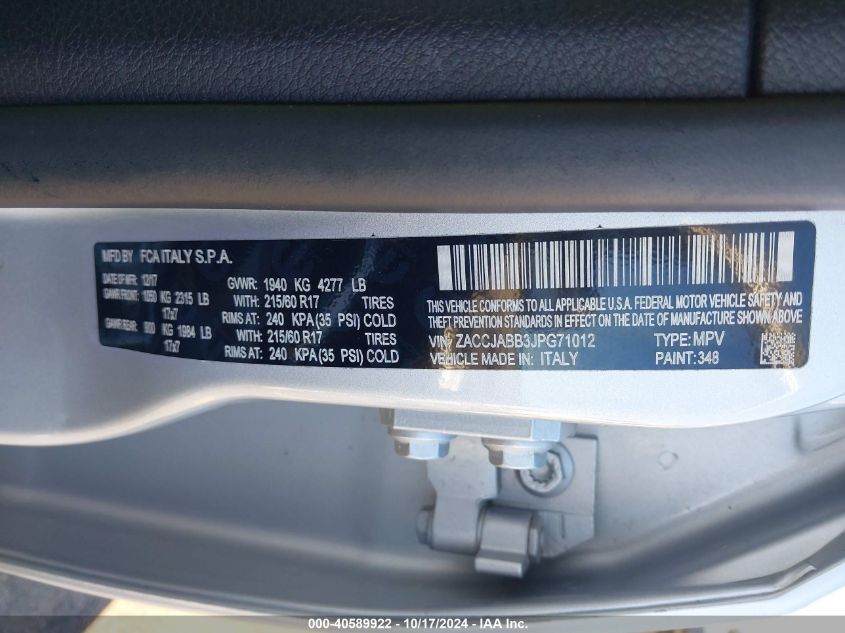 MFD BY FCA ITALY S.P.A.
DATE OF MFR: 12/17 GVWR: 1940 KG 4277 LB
GAWR FRONT: 1050 KG 2315 LB WITH: 215/60 R17 TIRES
17x7 RIMS AT: 240 KPA(35 PSI) COLD
GAWR REAR: 900 KG 1984 LB WITH: 215/60 R17 TIRES
17x7 RIMS AT: 240 KPA(35 PSI) COLD
THIS VEHICLE CONFORMS TO ALL APPLICABLE U.S.A. FEDERAL MOTOR VEHICLE SAFETY AND
THEFT PREVENTION STANDARDS IN EFFECT ON THE DATE OF MANUFACTURE SHOWN ABOVE
VIN: ZACCJABB3JPG71012 TYPE: MPV
VEHICLE MADE IN: ITALY PAINT: 348
000-40589922 - 10/17/2024 - IAA Inc.